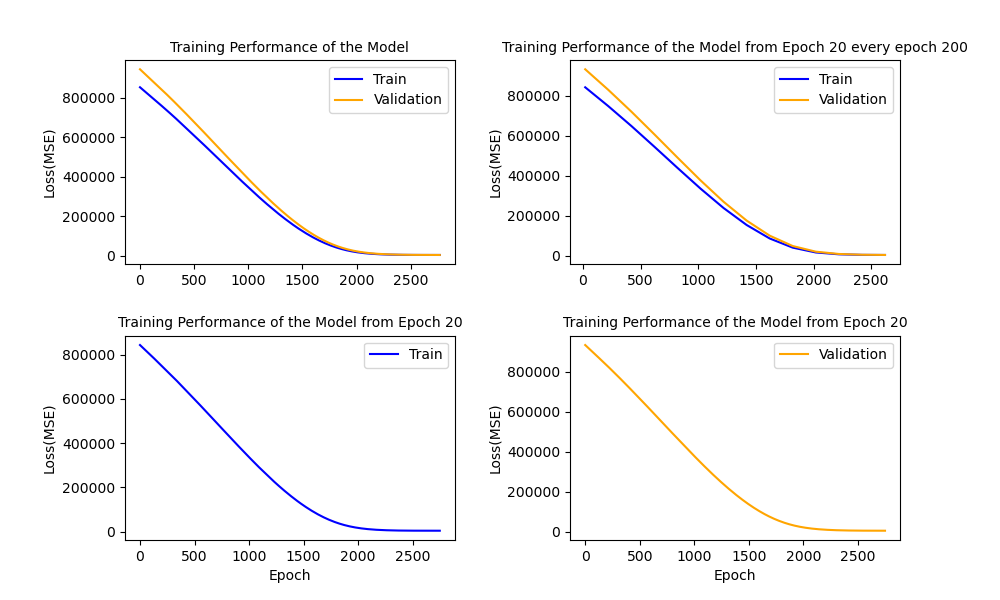 Training Performance of the Model
Loss(MSE)
800000
600000
400000
200000
0
0 500 1000 1500 2000 2500
Train
Validation
Training Performance of the Model from Epoch 20 every epoch 200
Loss(MSE)
800000
600000
400000
200000
0
0 500 1000 1500 2000 2500
Train
Validation
Training Performance of the Model from Epoch 20
Loss(MSE)
800000
600000
400000
200000
0
0 500 1000 1500 2000 2500
Epoch
Train
Training Performance of the Model from Epoch 20
Loss(MSE)
800000
600000
400000
200000
0
0 500 1000 1500 2000 2500
Epoch
Validation